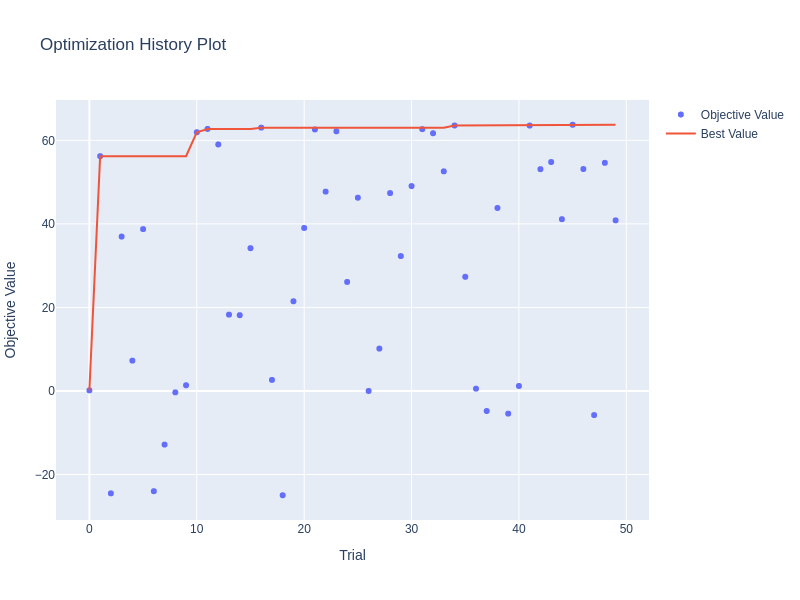 Optimization History Plot
Objective Value
Best Value
60
40
20
0
−20
Objective Value
0 10 20 30 40 50
Trial